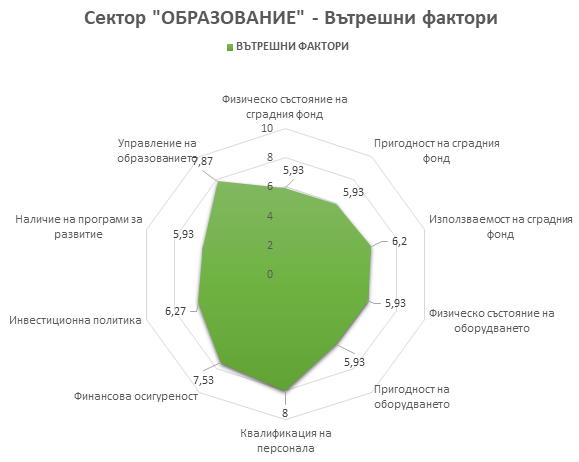 Сектор "ОБРАЗОВАНИЕ" - Вътрешни фактори
ВЪТРЕШНИ ФАКТОРИ
Физическо състояние на
сградния фонд
10
8
6
4
2
0
5,93
Пригодност на сградния
фонд
5,93
Използваемост на сградния
фонд
6,2
Физическо състояние на
оборудването
5,93
Пригодност на
оборудването
5,93
Квалификация на
персонала
8
Финансова осигуреност
7,53
Инвестиционна политика
6,27
Наличие на програми за
развитие
5,93
Управление на
образованието
7,87